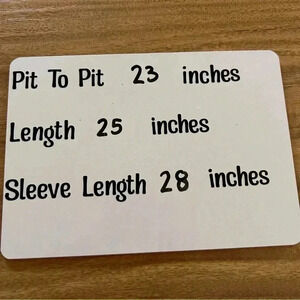 Pit To Pit 23 inches
Length 25 inches
Sleeve Length 28 inches